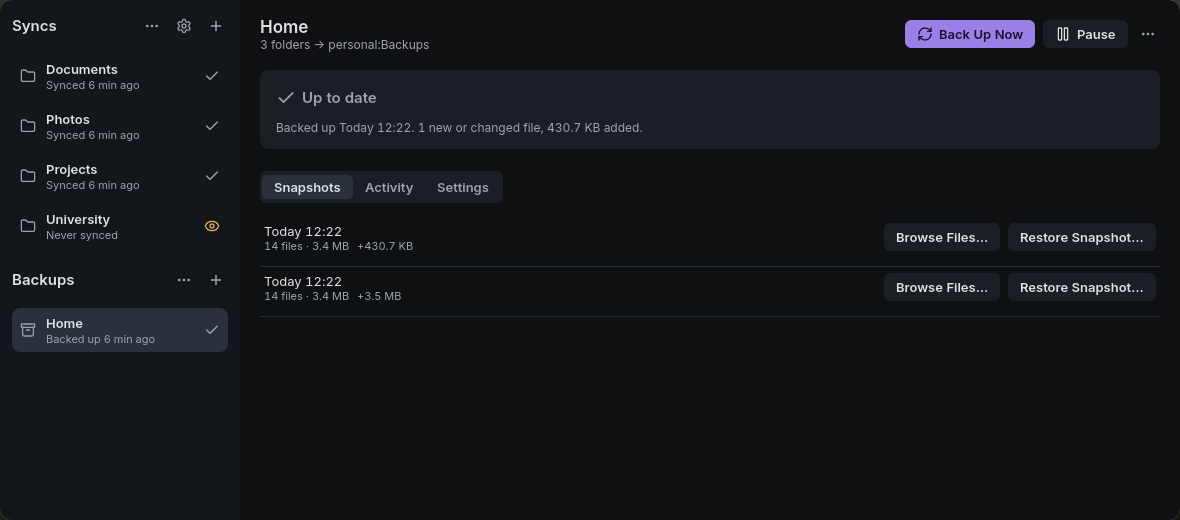 Syncs
Documents
Synced 6 min ago
Photos
Synced 6 min ago
Projects
Synced 6 min ago
University
Never synced
Backups
Home
Backed up 6 min ago
Home
3 folders → personal:Backups
Back Up Now
Pause
Up to date
Backed up Today 12:22. 1 new or changed file, 430.7 KB added.
Snapshots Activity Settings
Today 12:22
14 files · 3.4 MB +430.7 KB
Browse Files... Restore Snapshot...
Today 12:22
14 files · 3.4 MB +3.5 MB
Browse Files... Restore Snapshot...